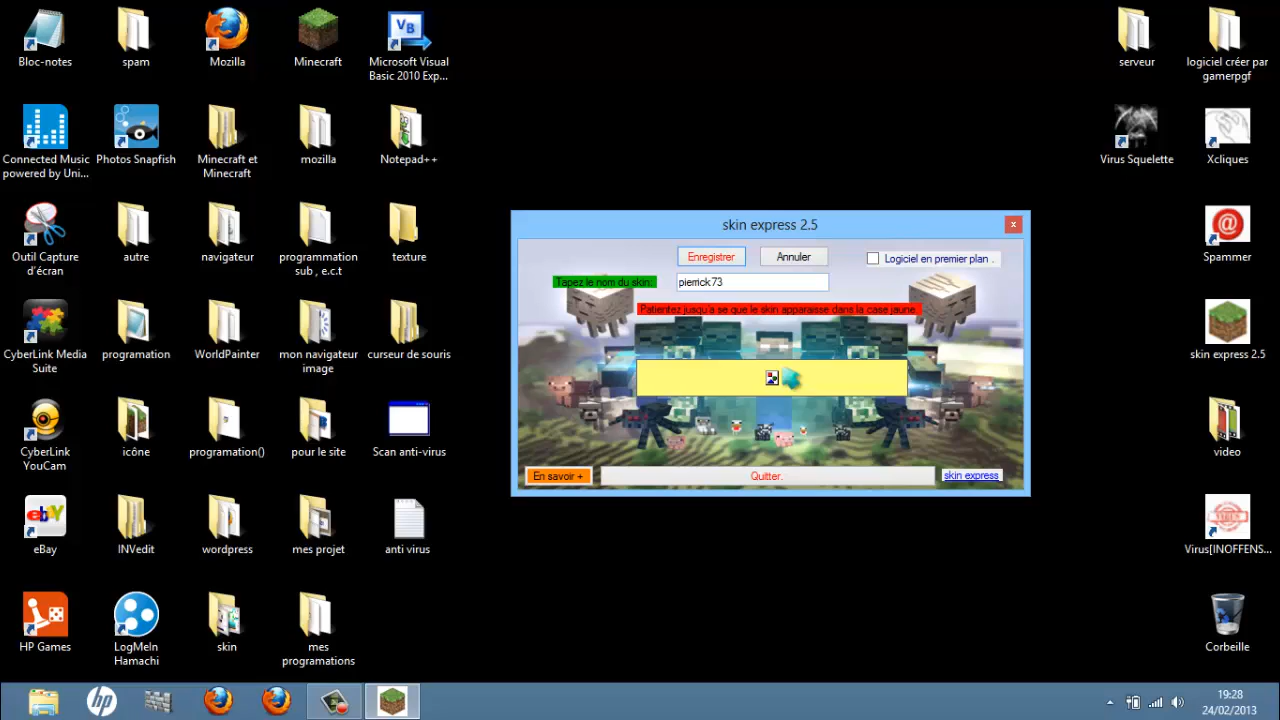 Bloc-notes
spam
Mozilla
Minecraft
Microsoft Visual
Basic 2010 Exp...
serveur
logiciel créer par
gamerpgf
Connected Music
powered by Uni...
Photos Snapfish
Minecraft et
Minecraft
mozilla
Notepad++
Virus Squelette
Xcliques
Outil Capture
d'écran
autre
navigateur
programmation
sub , e.c.t
texture
Spammer
CyberLink Media
Suite
programation
WorldPainter
mon navigateur
image
curseur de souris
skin express 2.5
CyberLink
YouCam
icône
programation()
pour le site
Scan anti-virus
video
eBay
INVedit
wordpress
mes projet
anti virus
Virus[INOFFENS...
HP Games
LogMeIn
Hamachi
skin
mes
programations
Corbeille
skin express 2.5
x
Enregistrer
Annuler
Logiciel en premier plan .
Tapez le nom du skin:
pierrick73
Patientez jusqu'a se que le skin apparaisse dans la case jaune.
En savoir +
Quitter.
skin express
19:28
24/02/2013